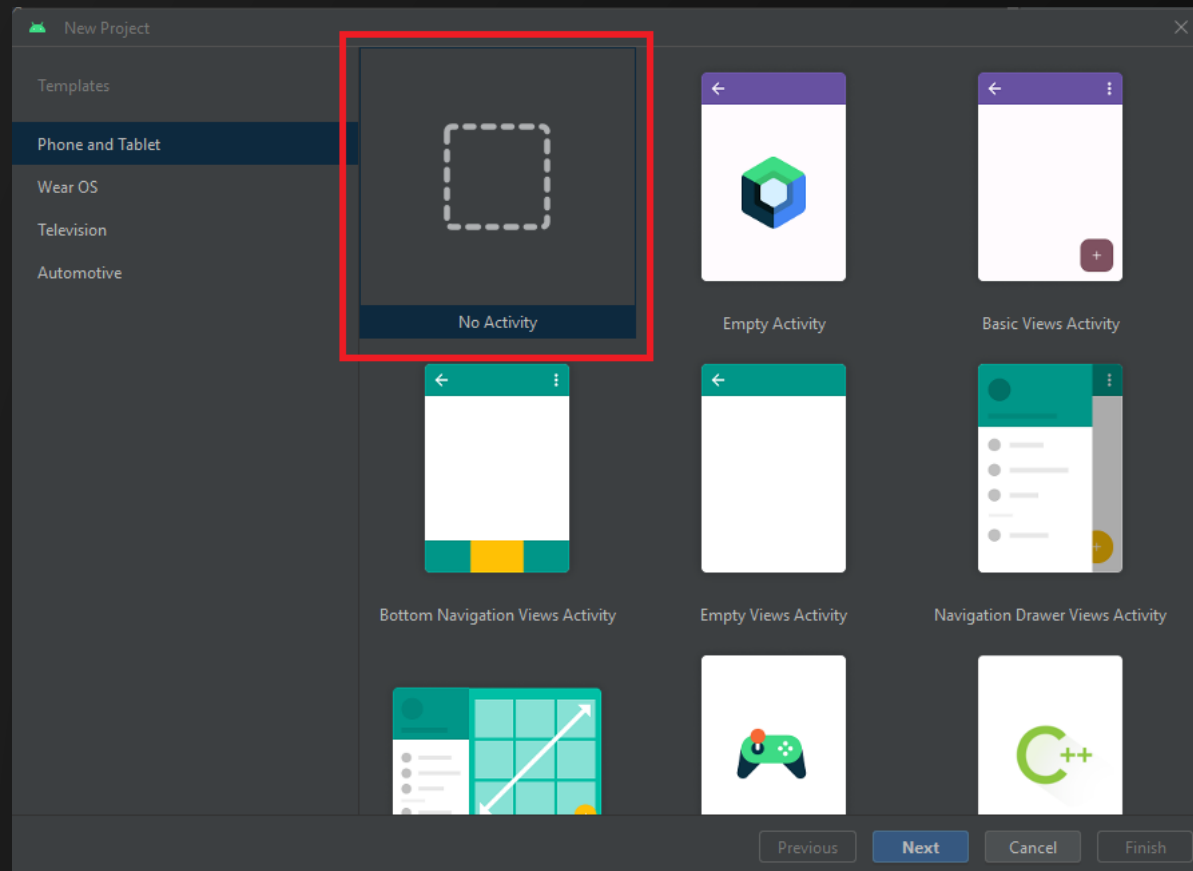 New Project
Templates
Phone and Tablet
Wear OS
Television
Automotive
No Activity
Empty Activity
Basic Views Activity
Bottom Navigation Views Activity
Empty Views Activity
Navigation Drawer Views Activity
C++
Previous
Next
Cancel
Finish